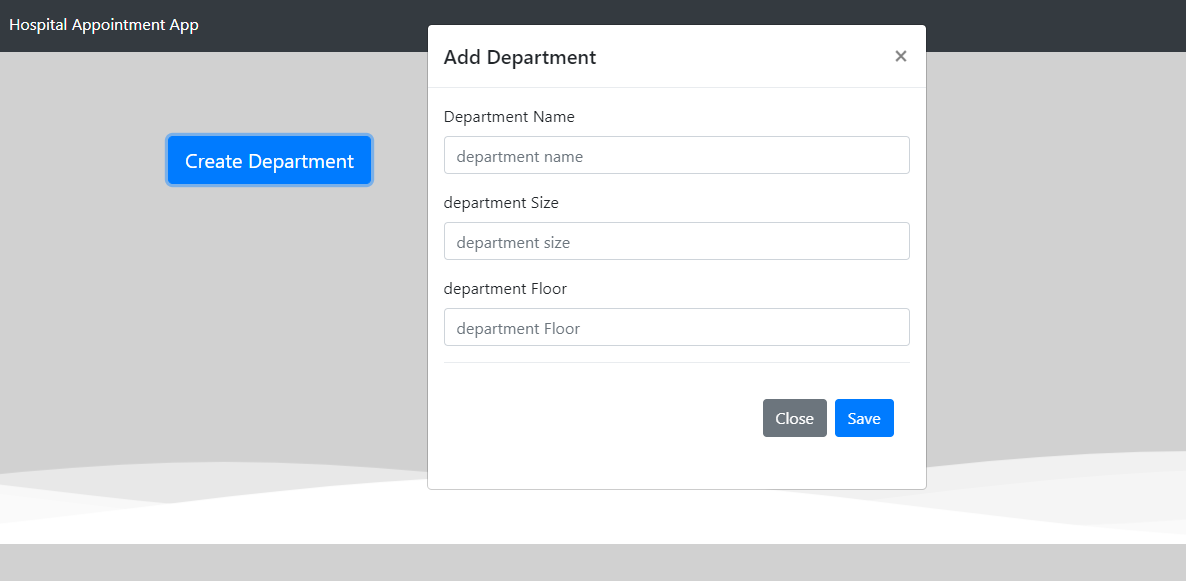 Hospital Appointment App
Add Department
×
Department Name
department name
Create Department
department Size
department size
department Floor
department Floor
Close
Save